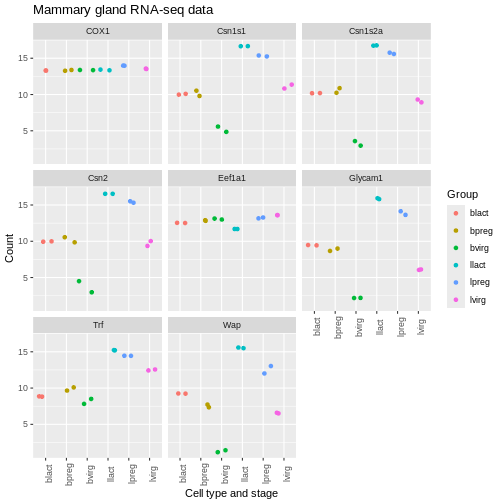 Mammary gland RNA-seq data
COX1 Csn1s1 Csn1s2a
15
10
5
Csn2 Eef1a1 Glycam1
15
10
5
Trf Wap
15
10
5
blact bpreg bvirg llact lpreg lvirg
blact bpreg bvirg llact lpreg lvirg
blact bpreg bvirg llact lpreg lvirg
Cell type and stage
Count
Group
blact
bpreg
bvirg
llact
lpreg
lvirg